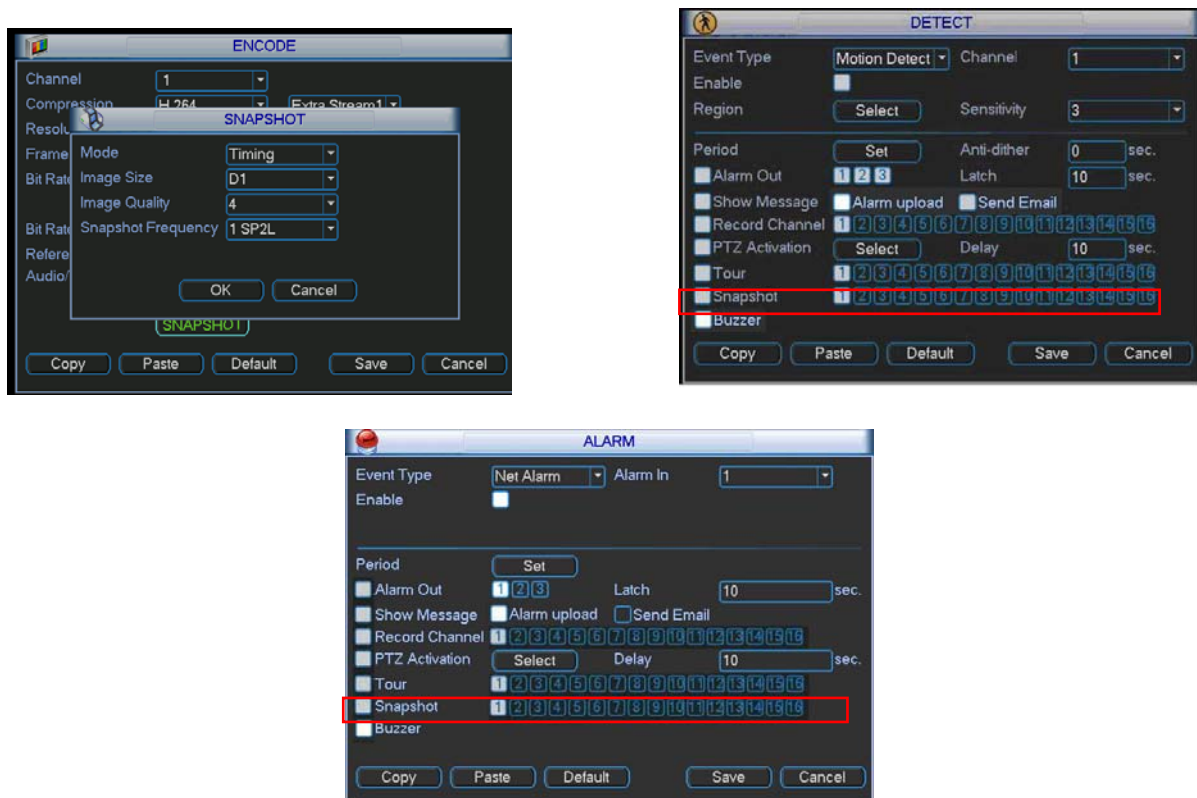 ENCODE
Channel 1
Compression H.264 Extra Stream1
Resolu
SNAPSHOT
Frame
Mode Timing
Bit Rate
Image Size D1
Image Quality 4
Bit Rate
Snapshot Frequency 1 SP2L
Refere
Audio/
OK Cancel
SNAPSHOT
Copy Paste Default Save Cancel
DETECT
Event Type Motion Detect Channel 1
Enable
Region Select Sensitivity 3
Period Set Anti-dither 0 sec.
Alarm Out 1 2 3 Latch 10 sec.
Show Message Alarm upload Send Email
Record Channel 1 2 3 4 5 6 7 8 9 10 11 12 13 14 15 16
PTZ Activation Select Delay 10 sec.
Tour 1 2 3 4 5 6 7 8 9 10 11 12 13 14 15 16
Snapshot 1 2 3 4 5 6 7 8 9 10 11 12 13 14 15 16
Buzzer
Copy Paste Default Save Cancel
ALARM
Event Type Net Alarm Alarm In 1
Enable
Period Set
Alarm Out 1 2 3 Latch 10 sec.
Show Message Alarm upload Send Email
Record Channel 1 2 3 4 5 6 7 8 9 10 11 12 13 14 15 16
PTZ Activation Select Delay 10 sec.
Tour 1 2 3 4 5 6 7 8 9 10 11 12 13 14 15 16
Snapshot 1 2 3 4 5 6 7 8 9 10 11 12 13 14 15 16
Buzzer
Copy Paste Default Save Cancel